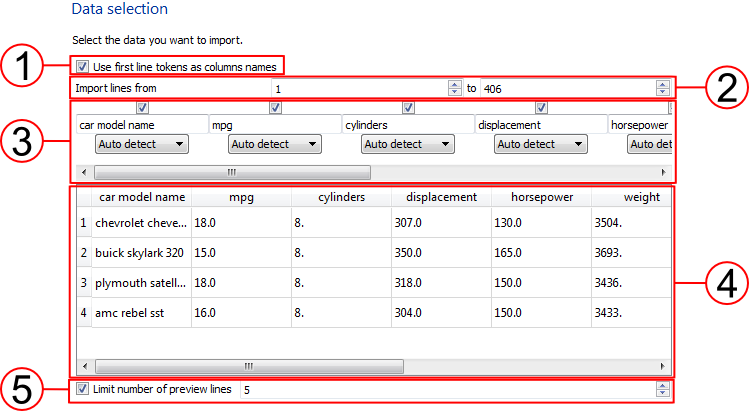 Data selection
Select the data you want to import.
1 Use first line tokens as columns names
Import lines from 1 to 406 2
3
car model name mpg cylinders displacement horsepower
Auto detect Auto detect Auto detect Auto detect Auto det
car model name mpg cylinders displacement horsepower weight
1 chevrolet cheve... 18.0 8. 307.0 130.0 3504.
2 buick skylark 320 15.0 8. 350.0 165.0 3693.
4
3 plymouth satell... 18.0 8. 318.0 150.0 3436.
4 amc rebel sst 16.0 8. 304.0 150.0 3433.
5 Limit number of preview lines 5